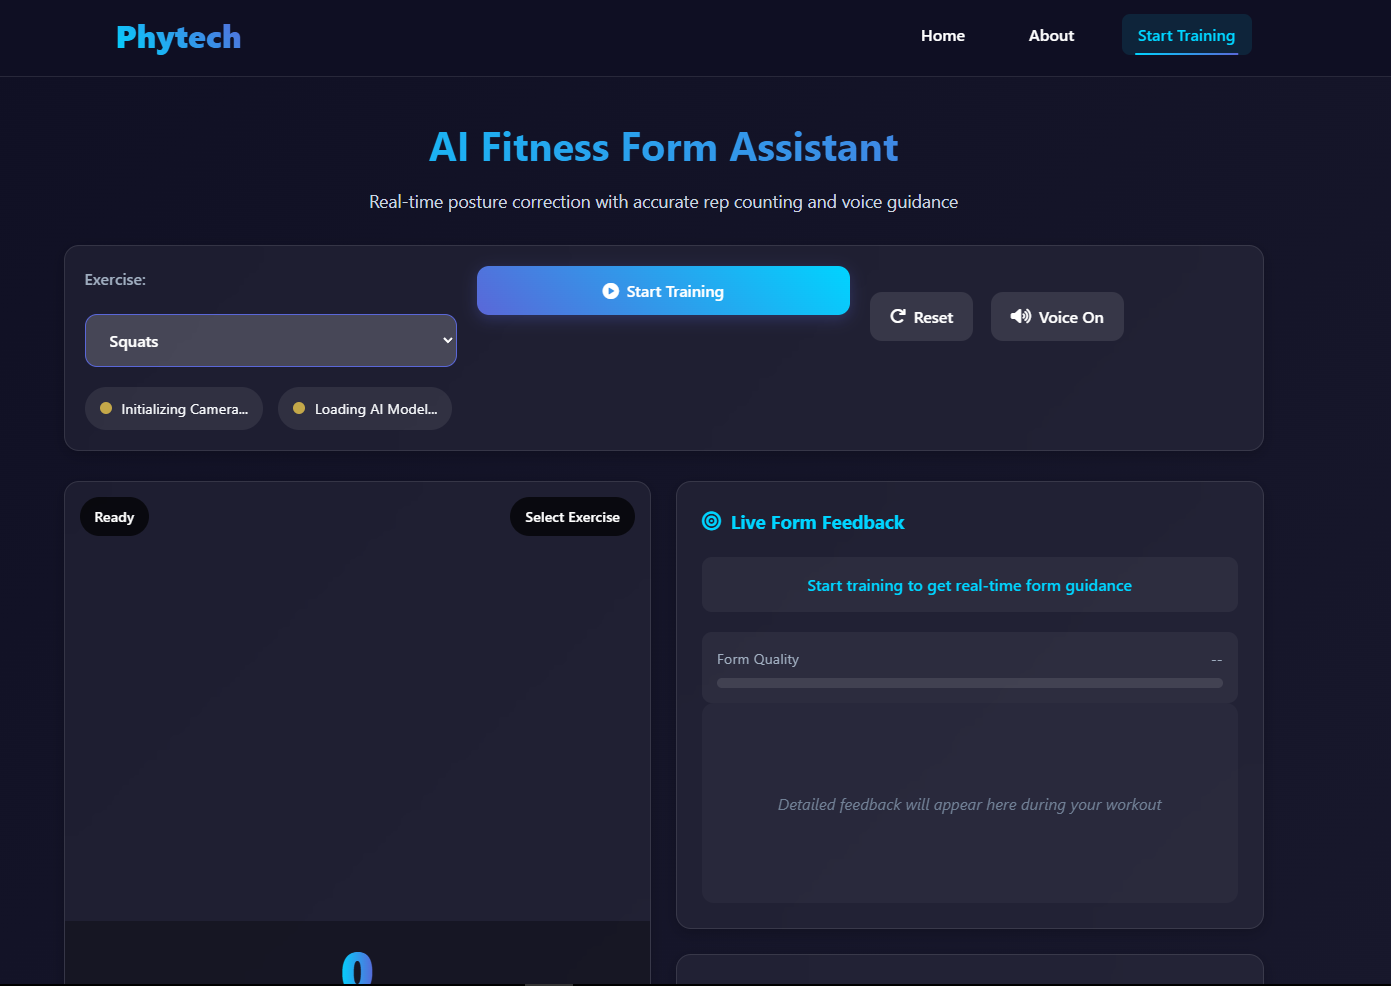 Phytech
Home
About
Start Training
AI Fitness Form Assistant
Real-time posture correction with accurate rep counting and voice guidance
Exercise:
Squats
Start Training
Reset
Voice On
Initializing Camera...
Loading AI Model...
Ready
Select Exercise
Live Form Feedback
Start training to get real-time form guidance
Form Quality
--
Detailed feedback will appear here during your workout
0